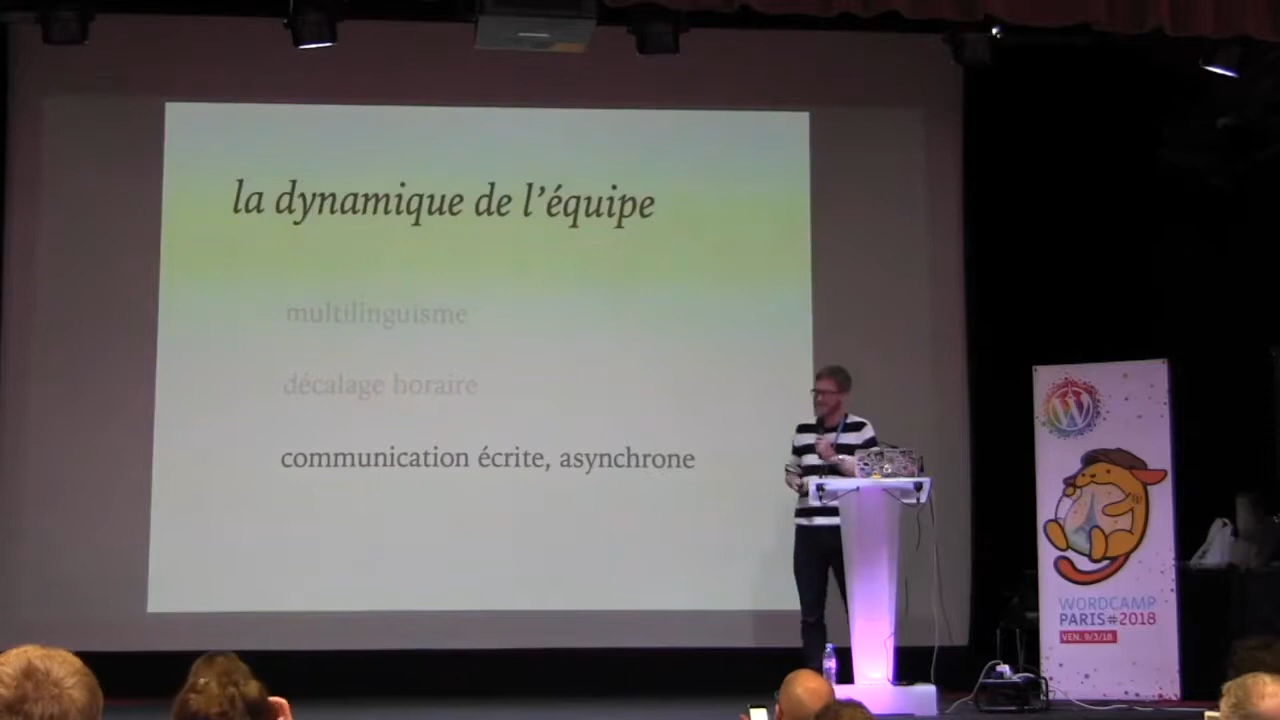 la dynamique de l'équipe
multilinguisme
décalage horaire
communication écrite, asynchrone
WORDCAMP
PARIS#2018
VEN. 9/3/18